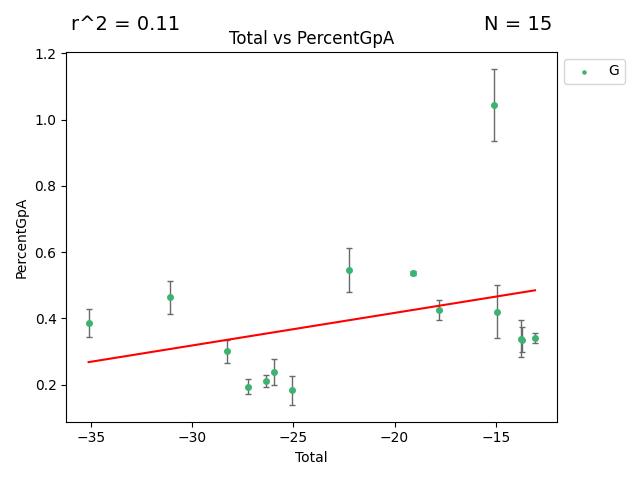 r^2 = 0.11
N = 15
Total vs PercentGpA
G
1.2
1.0
0.8
0.6
0.4
0.2
PercentGpA
−35
−30
−25
−20
−15
Total